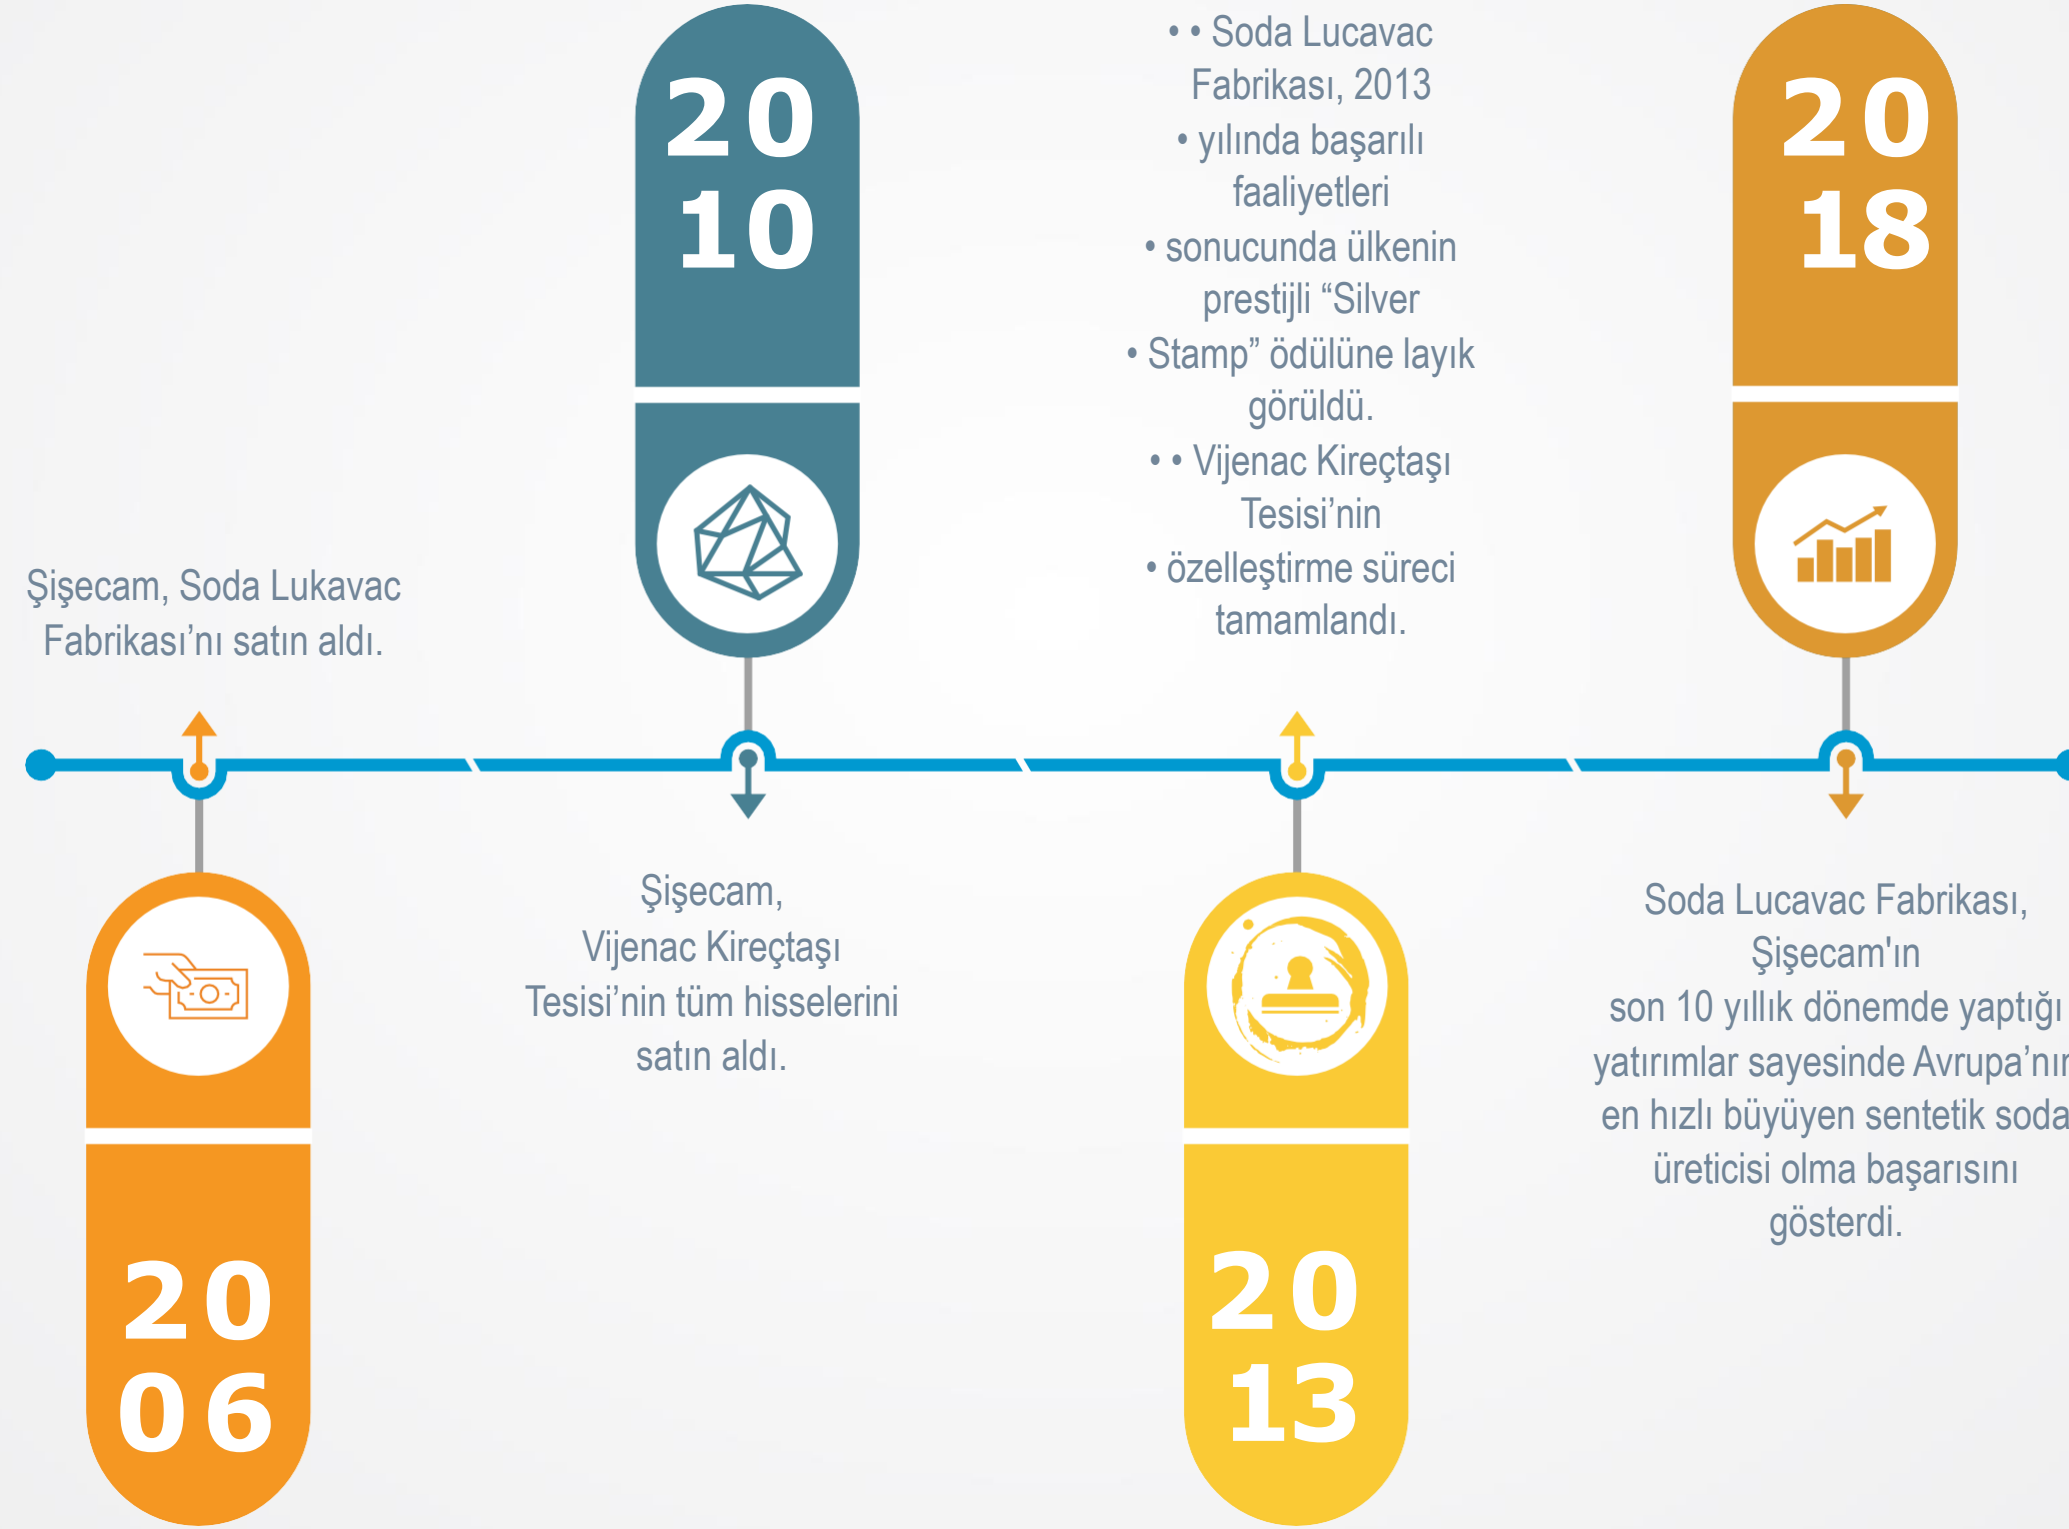 Şişecam, Soda Lukavac
Fabrikası’nı satın aldı.
20
06
20
10
Şişecam,
Vijenac Kireçtaşı
Tesisi’nin tüm hisselerini
satın aldı.
• • Soda Lucavac
Fabrikası, 2013
• yılında başarılı
faaliyetleri
• sonucunda ülkenin
prestijli “Silver
• Stamp” ödülüne layık
görüldü.
• • Vijenac Kireçtaşı
Tesisi’nin
• özelleştirme süreci
tamamlandı.
20
13
20
18
Soda Lucavac Fabrikası,
Şişecam'ın
son 10 yıllık dönemde yaptığı
yatırımlar sayesinde Avrupa’nın
en hızlı büyüyen sentetik soda
üreticisi olma başarısını
gösterdi.